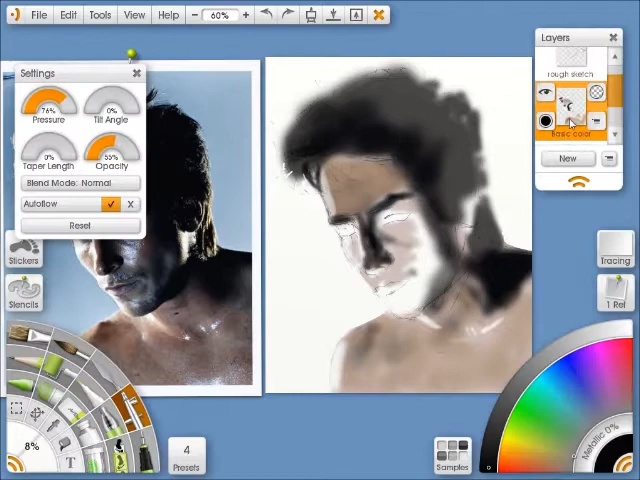 File Edit Tools View Help 60%
Layers
rough sketch
Basic color
New
Settings
76%
0%
Pressure
Tilt Angle
0%
55%
Taper Length
Opacity
Blend Mode: Normal
Autoflow
X
Reset
Stickers
Stencils
Tracing
1 Ref
8%
T
4
Presets
Samples
Metallic 0%